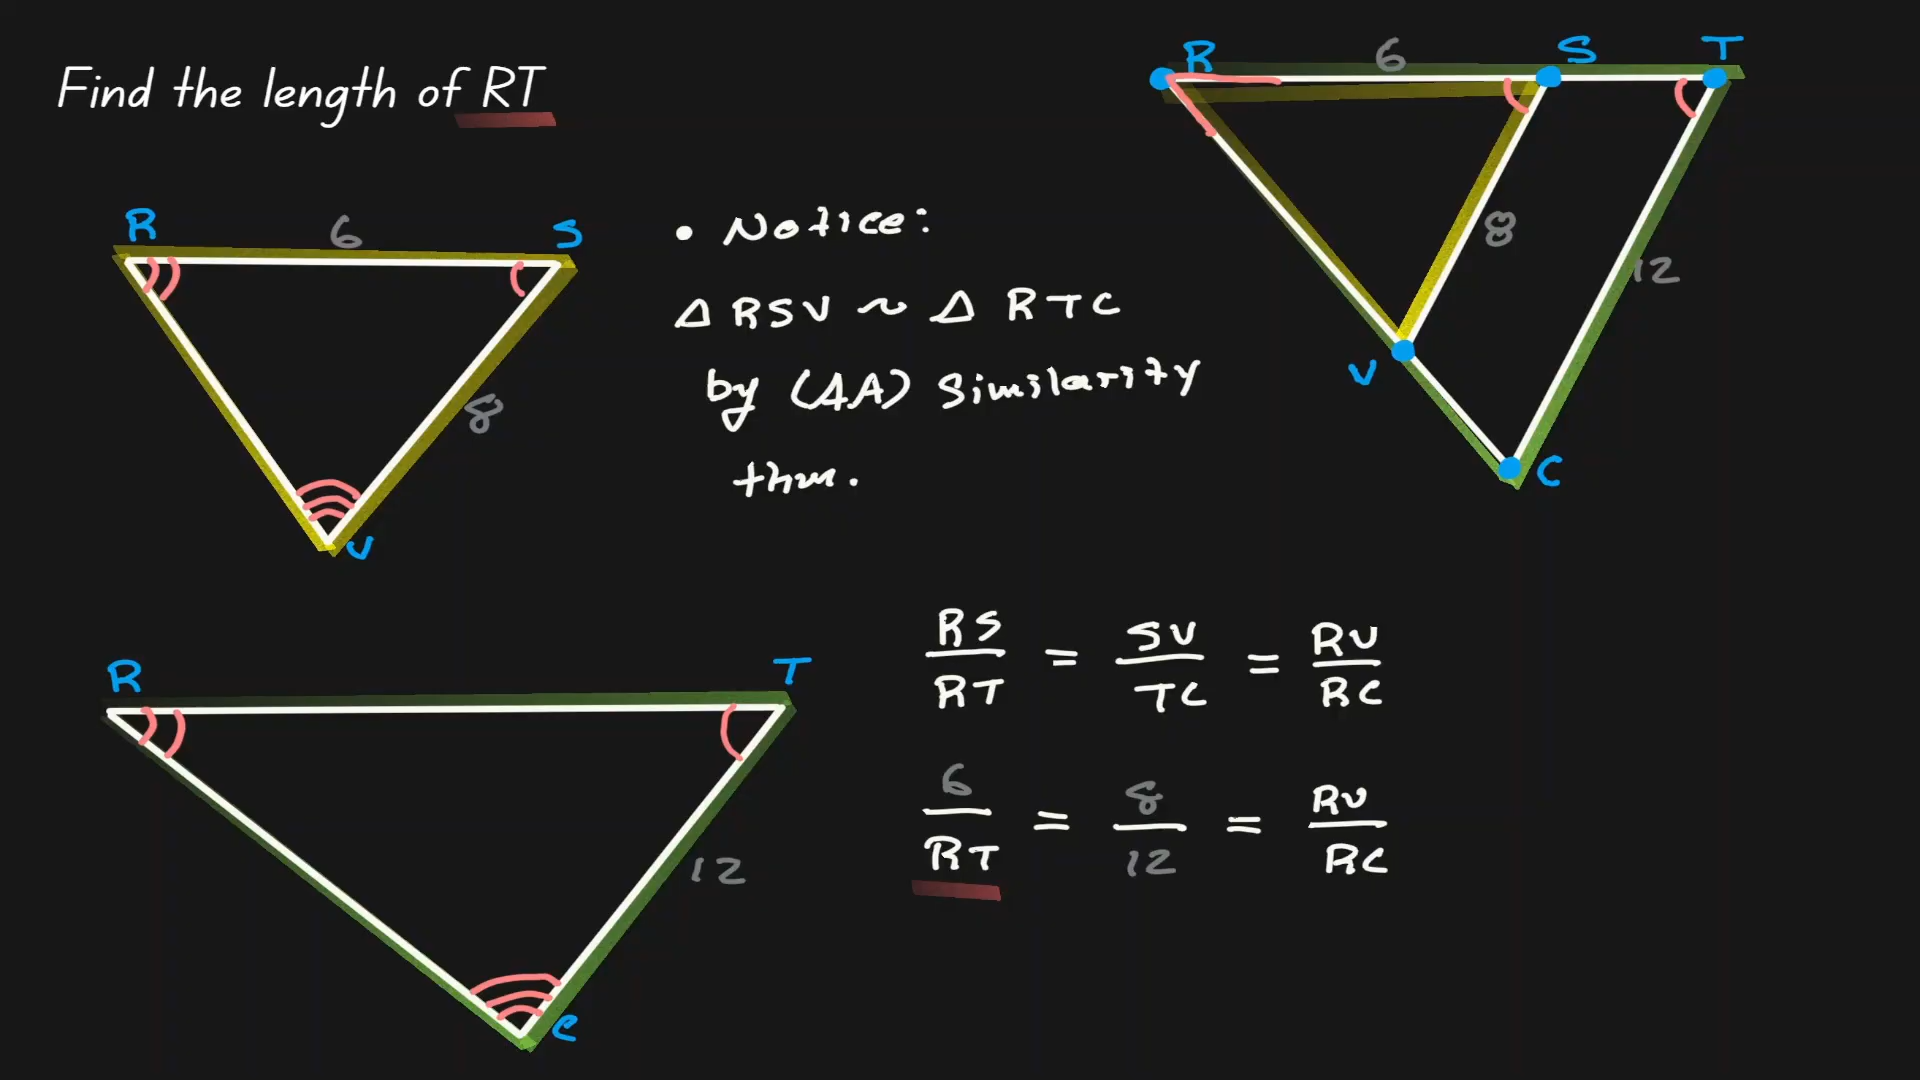 Find the length of RT
R 6 S T
8
12
V
C
R 6 S
8
V
• Notice:
△ RSV ~ △ RTC
by (AA) Similarity
thm.
R T
12
C
RS/RT = SV/TC = RV/RC
6/RT = 8/12 = RV/RC